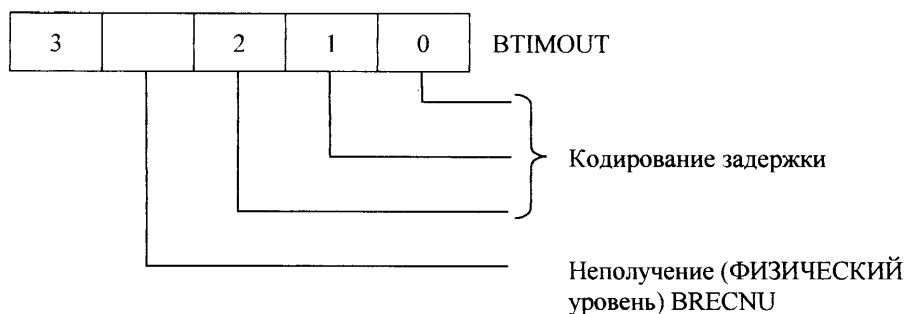 3 2 1 0 BTIMOUT
Кодирование задержки
Неполучение (ФИЗИЧЕСКИЙ
уровень) BRECNU